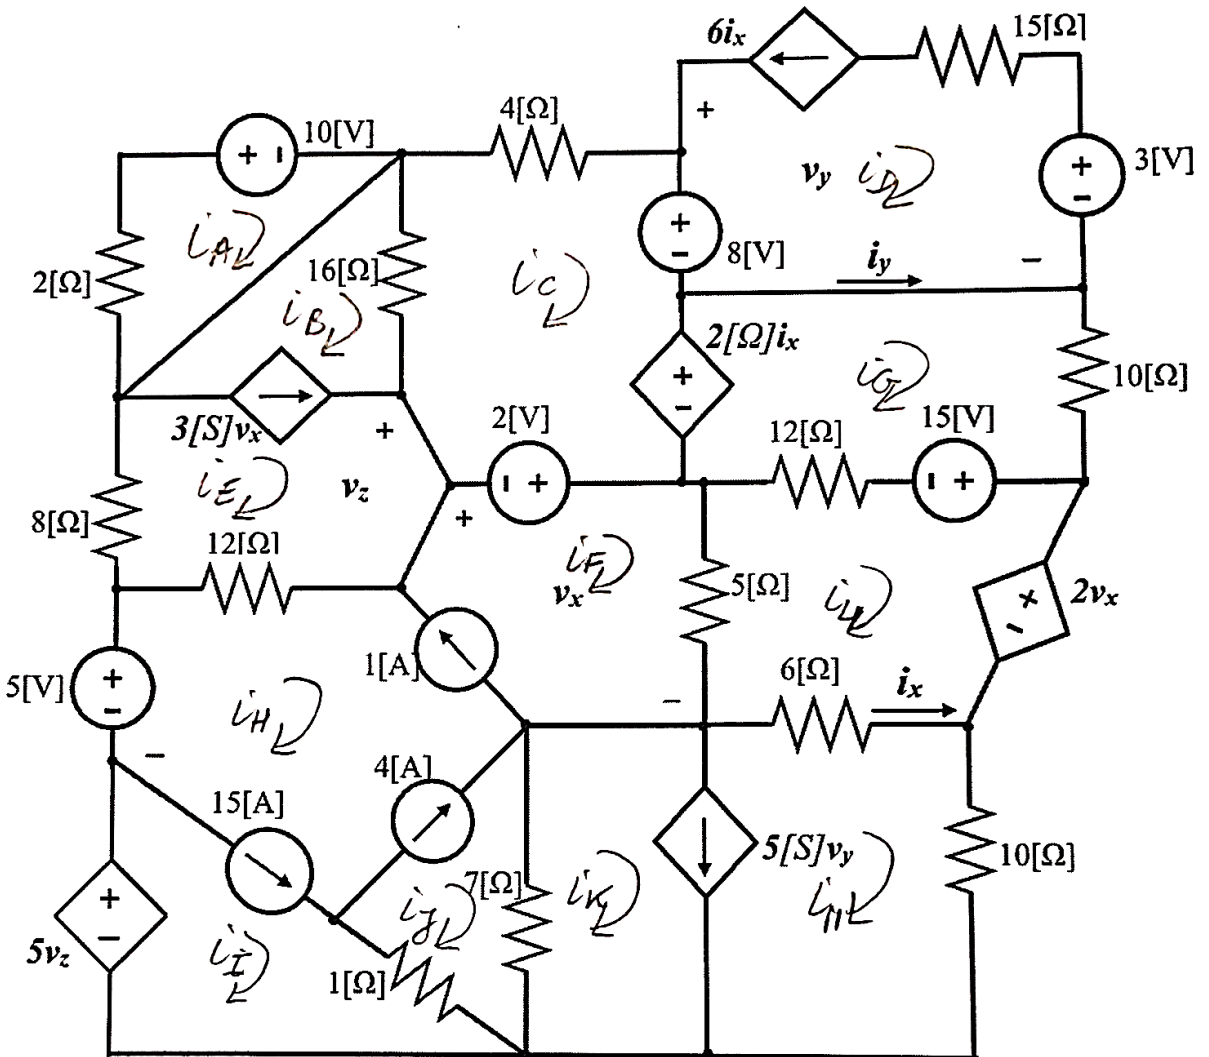 6ix
15[Ω]
4[Ω]
10[V]
+
+ -
vy
iD
+
-
3[V]
iA
+
-
8[V]
iy
-
2[Ω]
16[Ω]
iC
iB
2[Ω]ix
+
-
iG
10[Ω]
3[S]vx
+
2[V]
12[Ω]
15[V]
iE
vz
- +
- +
+
8[Ω]
12[Ω]
iF
vx
5[Ω]
iL
+
-
2vx
1[A]
5[V]
+
-
6[Ω]
ix
iH
-
-
4[A]
15[A]
5[S]vy
10[Ω]
7[Ω]
iK
iM
iJ
+
-
5vz
iI
1[Ω]